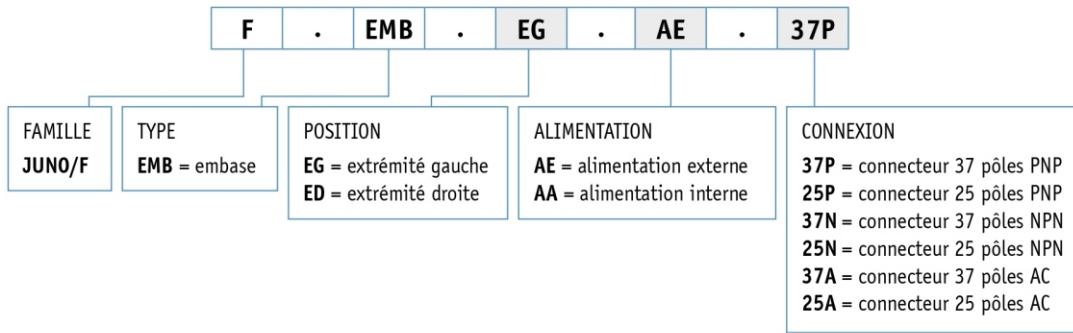 F . EMB . EG . AE . 37P
FAMILLE
JUNO/F
TYPE
EMB = embase
POSITION
EG = extrémité gauche
ED = extrémité droite
ALIMENTATION
AE = alimentation externe
AA = alimentation interne
CONNEXION
37P = connecteur 37 pôles PNP
25P = connecteur 25 pôles PNP
37N = connecteur 37 pôles NPN
25N = connecteur 25 pôles NPN
37A = connecteur 37 pôles AC
25A = connecteur 25 pôles AC